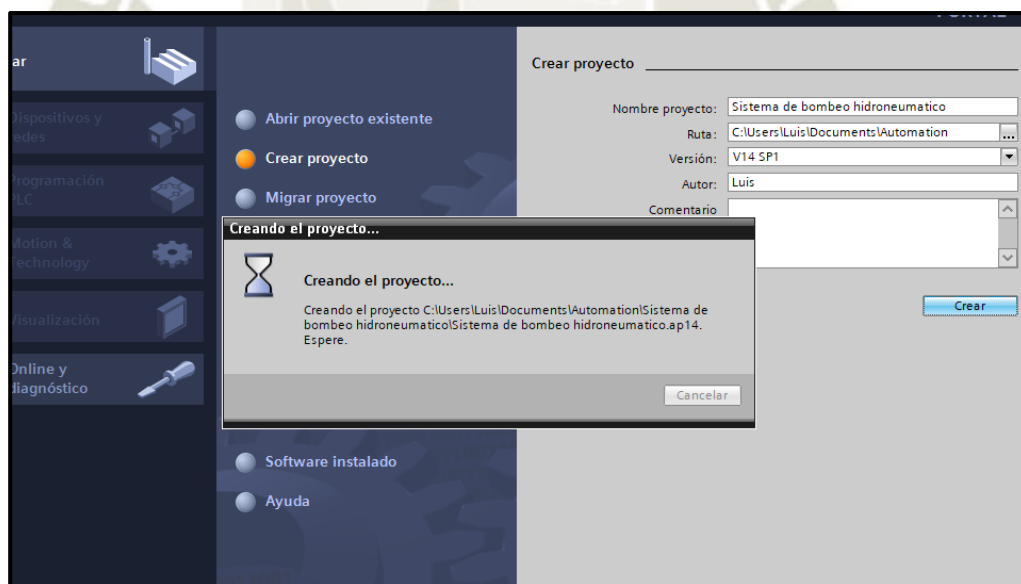 ar
Crear proyecto
Dispositivos y
redes
Abrir proyecto existente
Nombre proyecto: Sistema de bombeo hidroneumatico
Ruta: C:\Users\Luis\Documents\Automation ...
Crear proyecto
Versión: V14 SP1
Programación
PLC
Autor: Luis
Migrar proyecto
Comentario
Creando el proyecto...
Motion &
Technology
Creando el proyecto...
Creando el proyecto C:\Users\Luis\Documents\Automation\Sistema de
bombeo hidroneumatico\Sistema de bombeo hidroneumatico.ap14.
Espere.
Crear
Visualización
Online y
diagnóstico
Cancelar
Software instalado
Ayuda